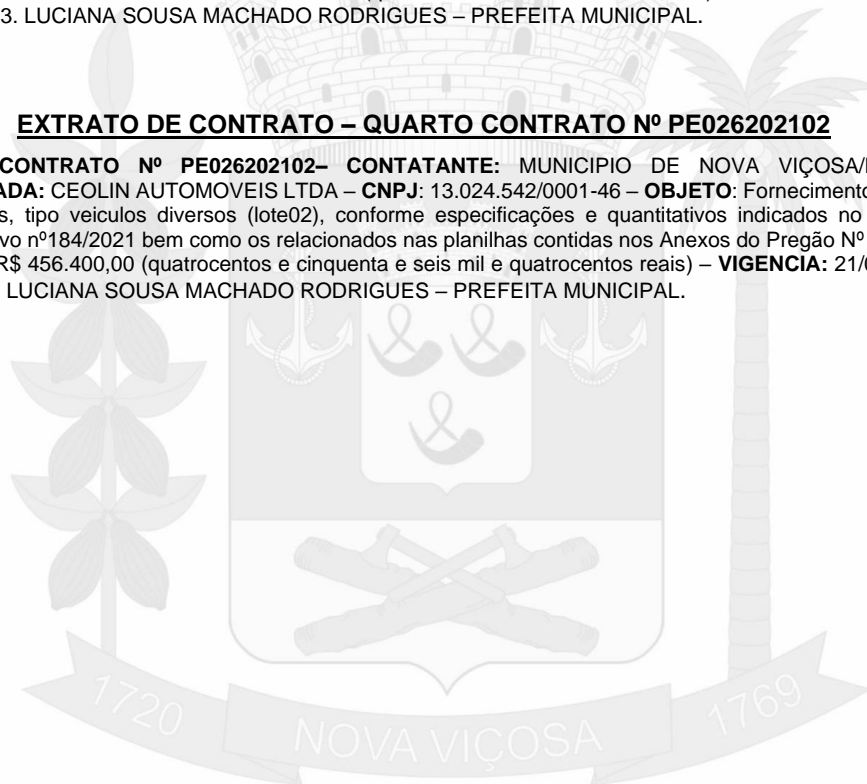 3. LUCIANA SOUSA MACHADO RODRIGUES – PREFEITA MUNICIPAL.
EXTRATO DE CONTRATO – QUARTO CONTRATO Nº PE026202102
CONTRATO Nº PE026202102– CONTATANTE: MUNICIPIO DE NOVA VIÇOSA/
ADA: CEOLIN AUTOMOVEIS LTDA – CNPJ: 13.024.542/0001-46 – OBJETO: Fornecimento
s, tipo veiculos diversos (lote02), conforme especificações e quantitativos indicados no
vo nº184/2021 bem como os relacionados nas planilhas contidas nos Anexos do Pregão Nº
R$ 456.400,00 (quatrocentos e cinquenta e seis mil e quatrocentos reais) – VIGENCIA: 21/
LUCIANA SOUSA MACHADO RODRIGUES – PREFEITA MUNICIPAL.
1720 NOVA VIÇOSA 1769